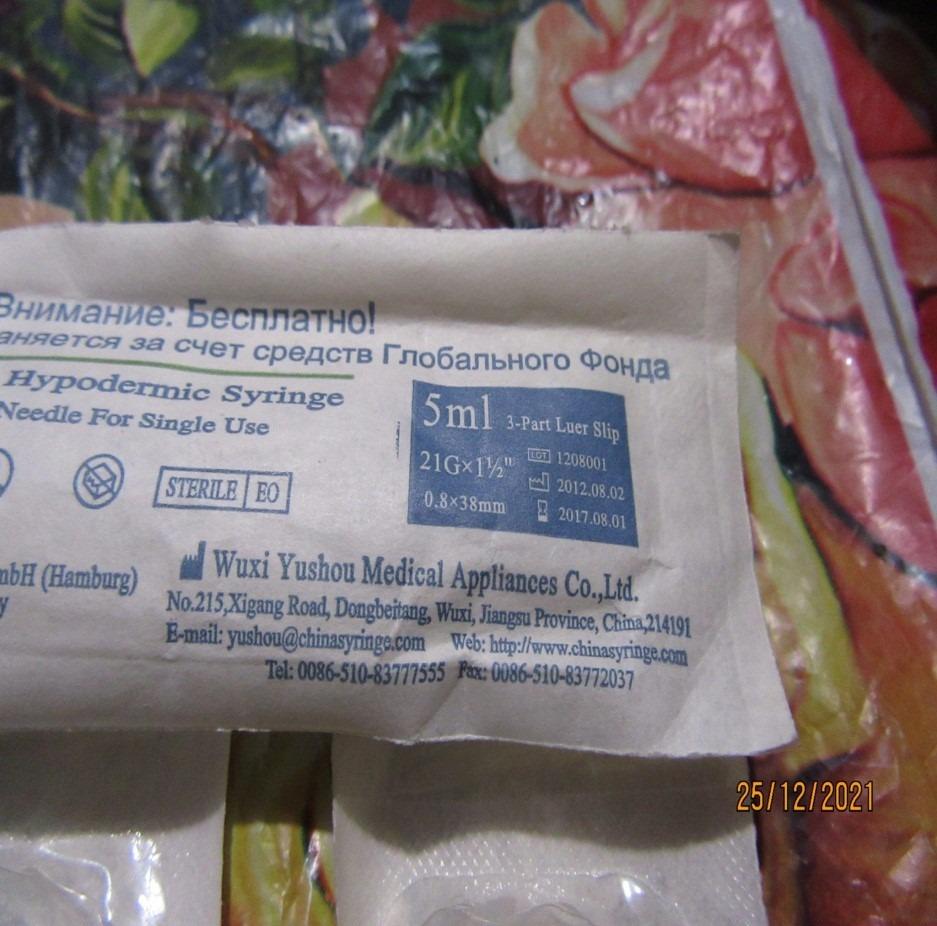 Внимание: Бесплатно!
аняется за счет средств Глобального Фонда
Hypodermic Syringe
Needle For Single Use
5ml 3-Part Luer Slip
21G×1½" LOT 1208001
2012.08.02
0.8×38mm 2017.08.01
STERILE EO
mbH (Hamburg)
y
Wuxi Yushou Medical Appliances Co.,Ltd.
No.215,Xigang Road, Dongbeitang, Wuxi, Jiangsu Province, China,214191
E-mail: yushou@chinasyringe.com Web: http://www.chinasyringe.com
Tel: 0086-510-83777555 Fax: 0086-510-83772037
25/12/2021